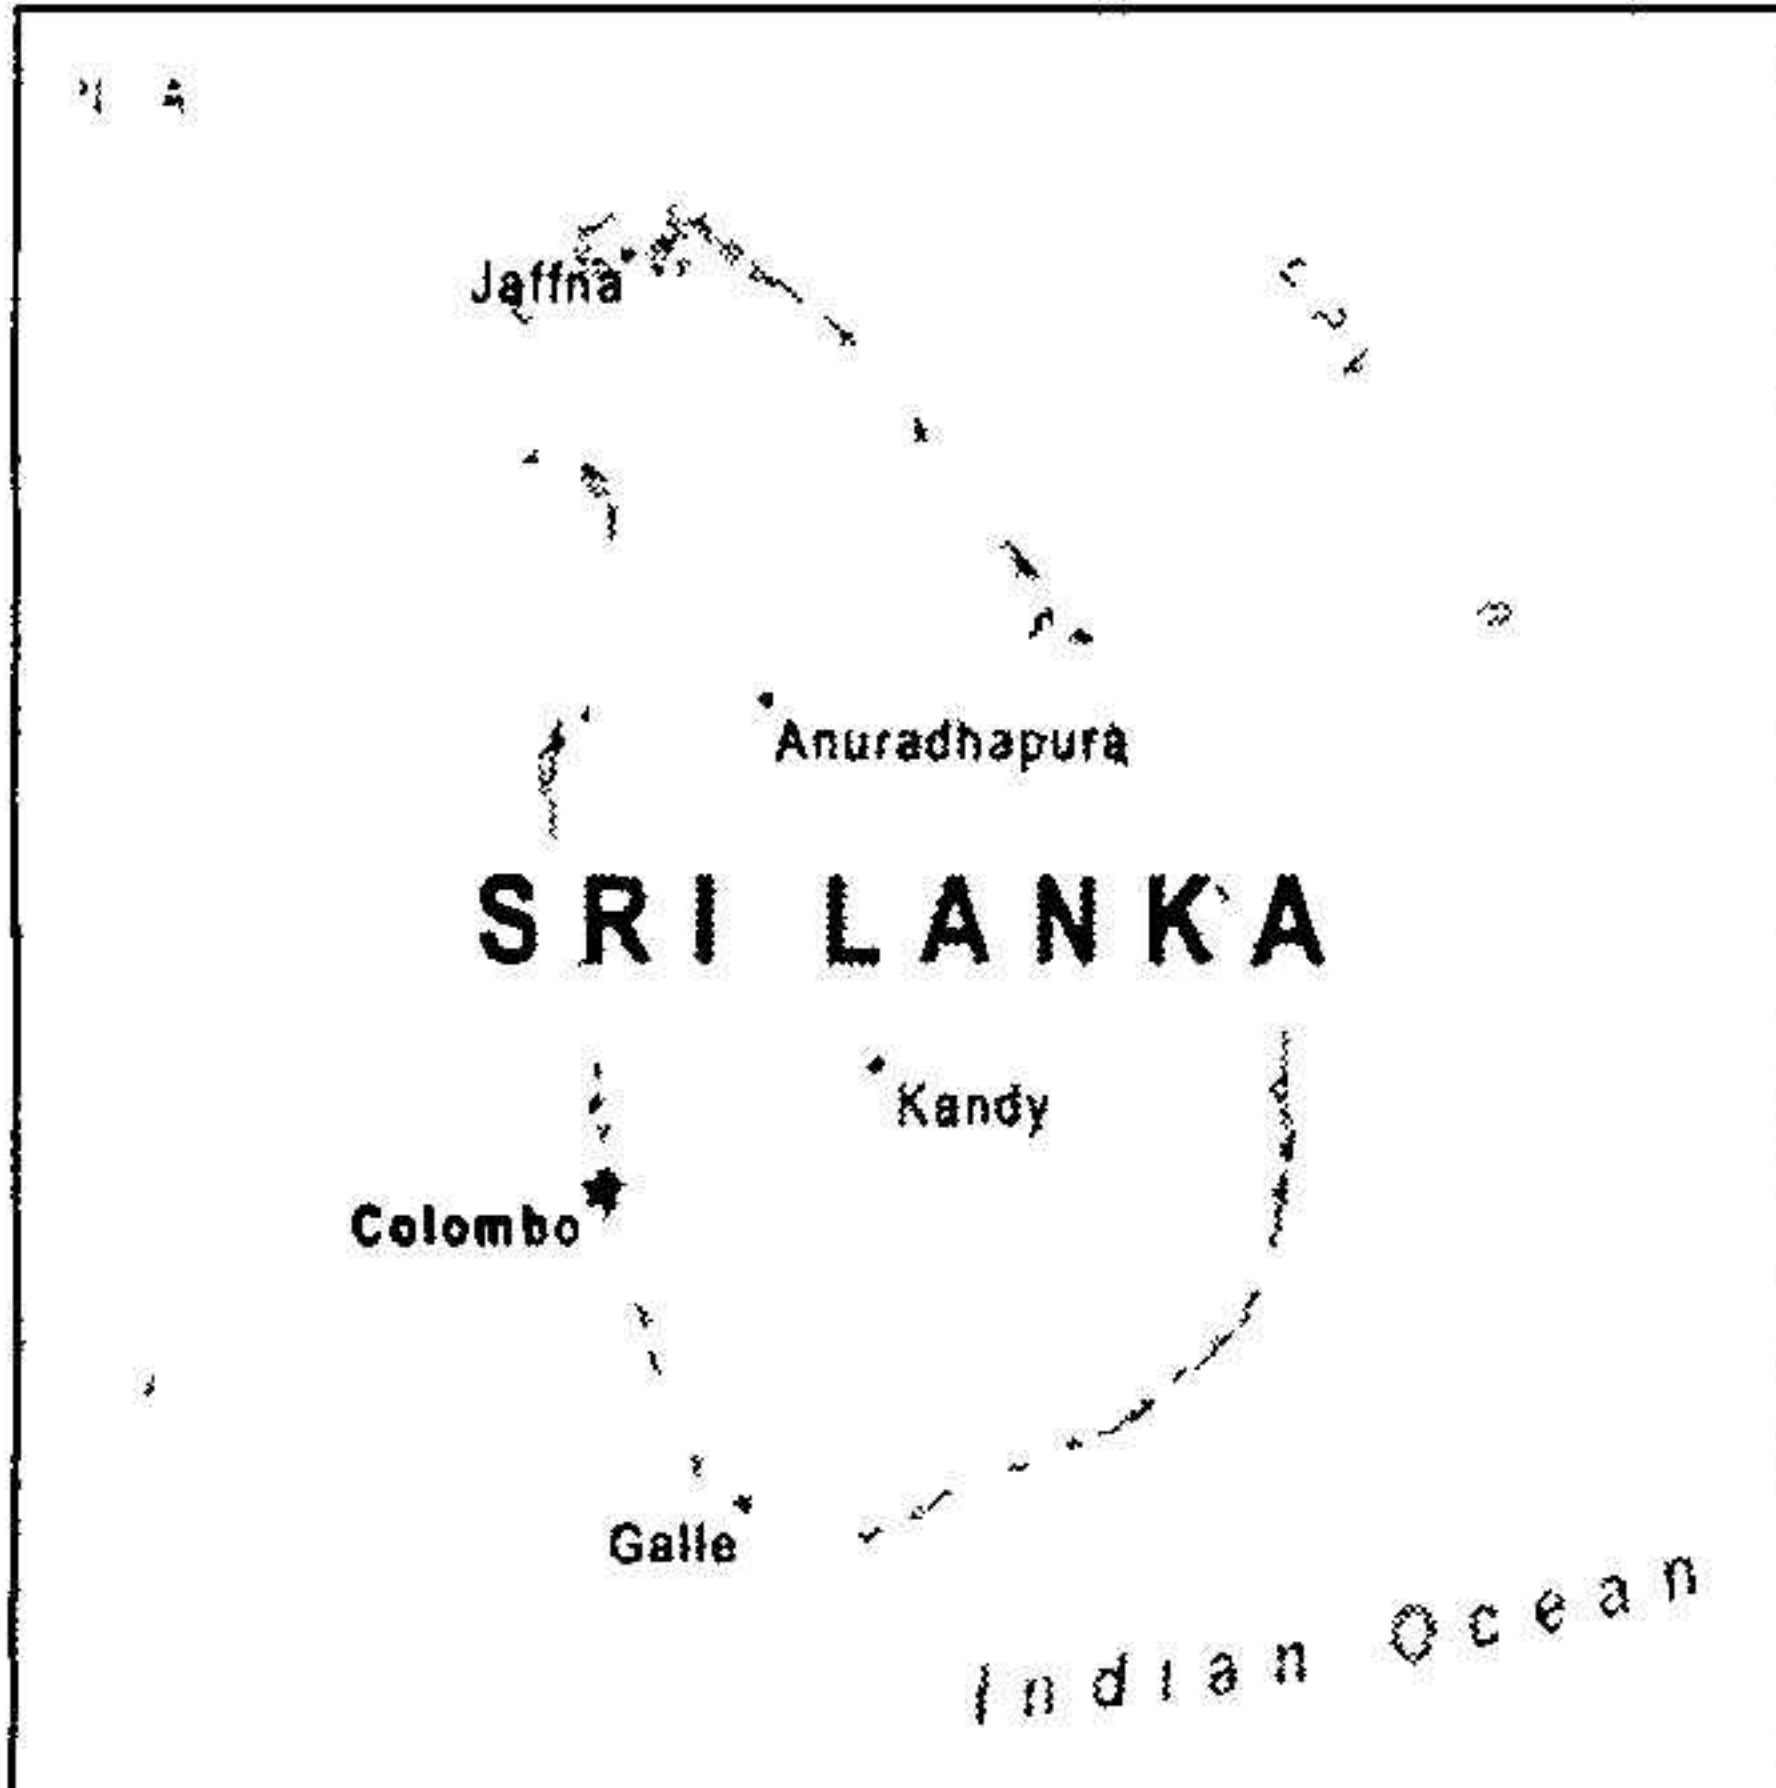 Jaffna
Anuradhapura
SRI LANKA
Kandy
Colombo
Galle
Indian Ocean